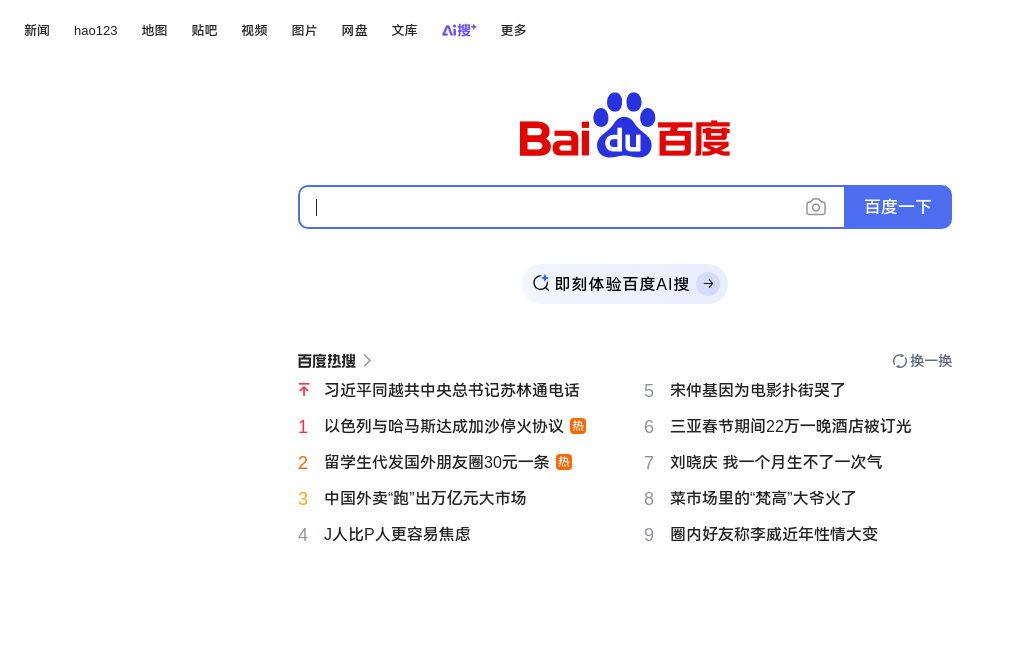 新闻 hao123 地图 贴吧 视频 图片 网盘 文库 Ai搜+ 更多
Bai du 百度
百度一下
即刻体验百度AI搜
百度热搜 换一换
习近平同越共中央总书记苏林通电话
1 以色列与哈马斯达成加沙停火协议 热
2 留学生代发国外朋友圈30元一条 热
3 中国外卖“跑”出万亿元大市场
4 J人比P人更容易焦虑
5 宋仲基因为电影扑街哭了
6 三亚春节期间22万一晚酒店被订光
7 刘晓庆 我一个月生不了一次气
8 菜市场里的“梵高”大爷火了
9 圈内好友称李威近年性情大变